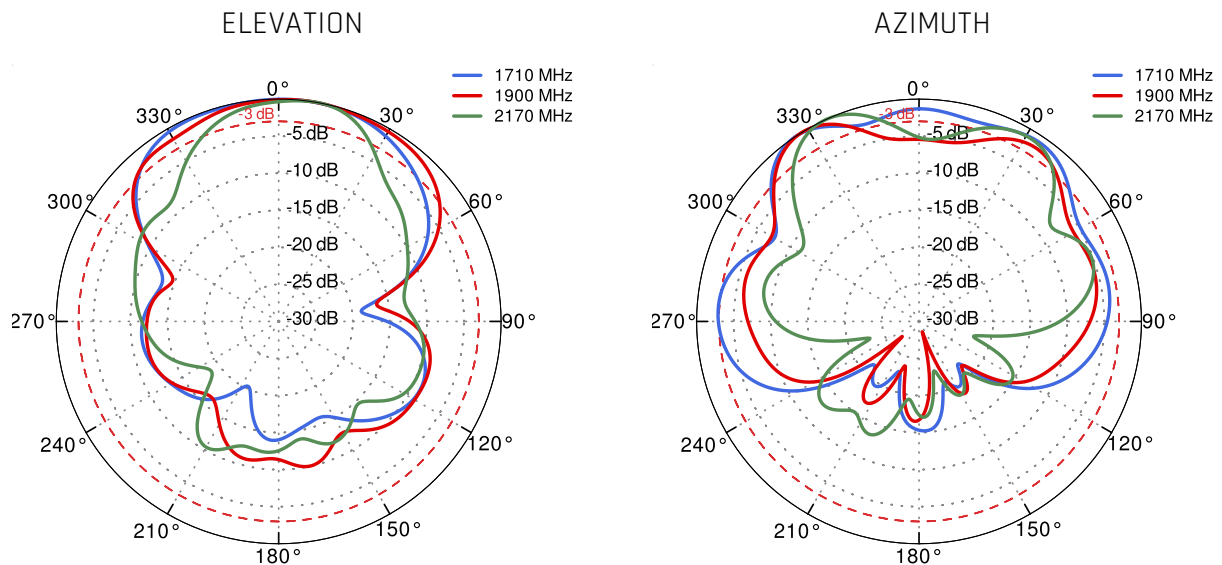 ELEVATION
1710 MHz
1900 MHz
2170 MHz
0°
330°
30°
-3 dB
-5 dB
-10 dB
300°
60°
-15 dB
-20 dB
-25 dB
-30 dB
270°
90°
240°
120°
210°
150°
180°
AZIMUTH
1710 MHz
1900 MHz
2170 MHz
0°
330°
30°
-3 dB
-5 dB
-10 dB
300°
60°
-15 dB
-20 dB
-25 dB
-30 dB
270°
90°
240°
120°
210°
150°
180°